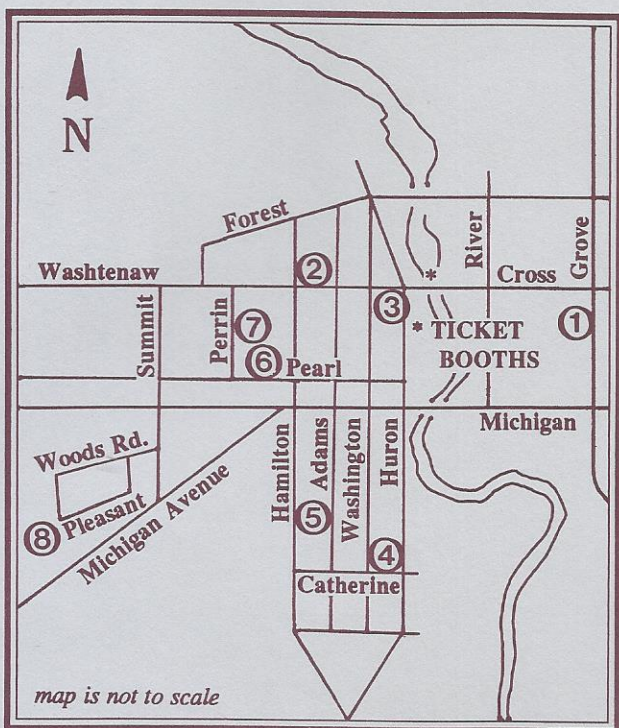 N
Forest
River
Grove
Washtenaw
②
Cross
③
①
Summit
Perrin
⑦
* TICKET
BOOTHS
⑥ Pearl
Michigan
Woods Rd.
Hamilton
Adams
Washington
Huron
⑧ Pleasant
Michigan Avenue
⑤
④
Catherine
map is not to scale